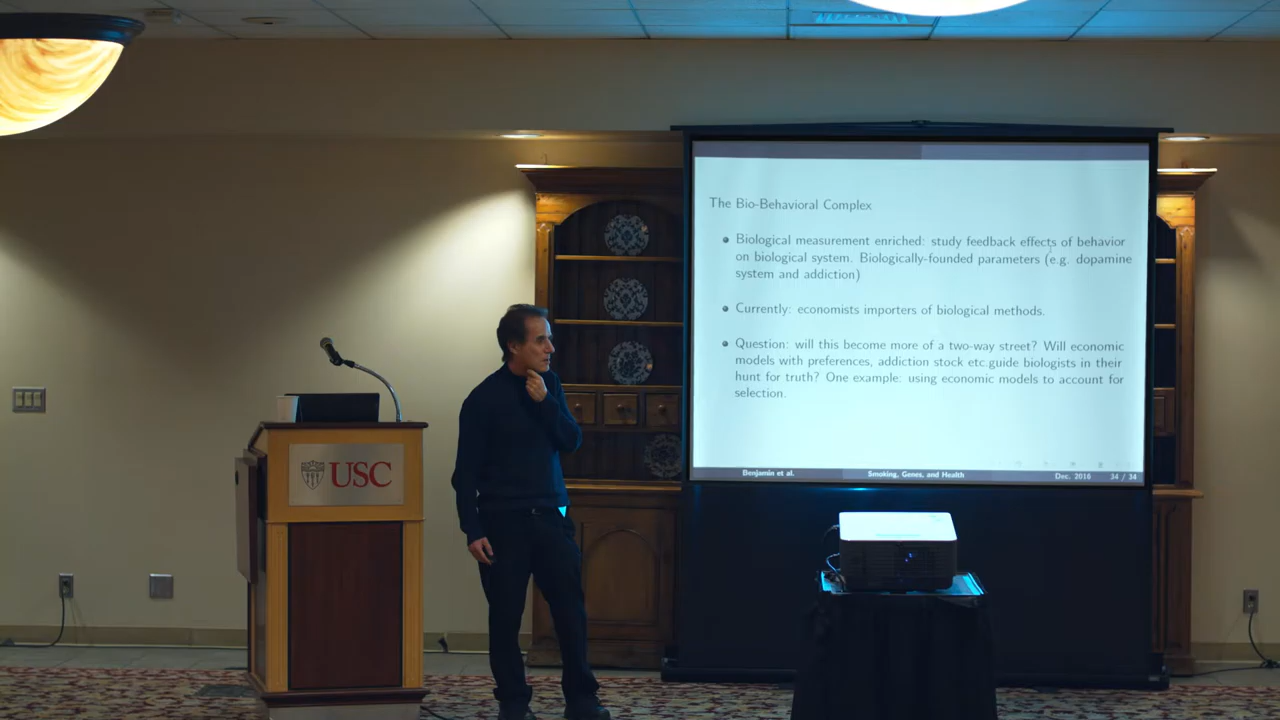 USC
The Bio-Behavioral Complex
Biological measurement enriched: study feedback effects of behavior
on biological system. Biologically-founded parameters (e.g. dopamine
system and addiction)
Currently: economists importers of biological methods.
Question: will this become more of a two-way street? Will economic
models with preferences, addiction stock etc.guide biologists in their
hunt for truth? One example: using economic models to account for
selection.
Benjamin et al. Smoking, Genes, and Health Dec. 2016 34 / 34